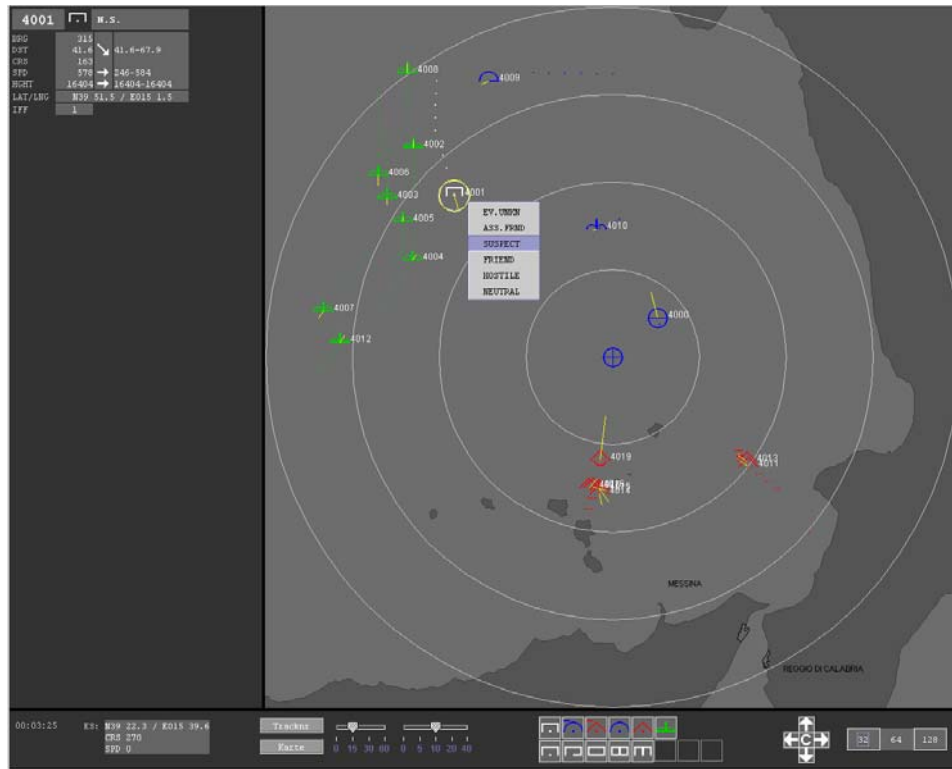 4001 N.S.
BRG 315
DST 41.6 41.6-67.9
CRS 163
SPD 578 246-584
HGHT 16404 16404-16404
LAT/LNG N39 51.5 / E015 1.5
IFF 1
4008
4009
4002
4006
4001
4003
EV.UNKN
ASS.FRND
4005
4010
SUSPECT
4004
FRIEND
HOSTILE
NEUTRAL
4007
4000
4012
4019
4013
4011
4014
MESSINA
REGGIO DI CALABRIA
00:03:25 ES: N39 22.3 / E015 39.6
CRS 270
SPD 0
Tracknr
Karte
0 15 30 60 0 5 10 20 40
C
32 64 128